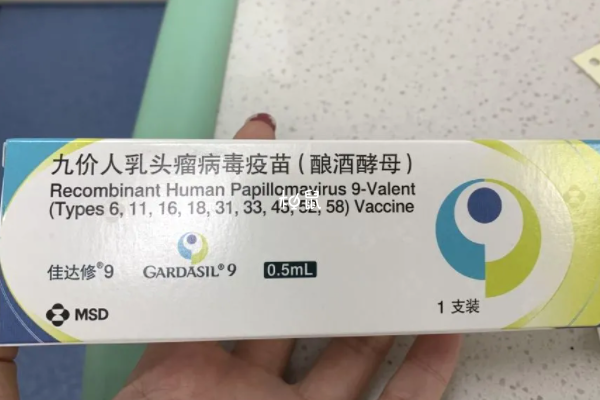 九价人乳头瘤病毒疫苗（酿酒酵母）
Recombinant Human Papillomavirus 9-Valent
(Types 6, 11, 16, 18, 31, 33, 45, 52, 58) Vaccine
佳达修®9
GARDASIL®9
0.5mL
MSD
1 支装